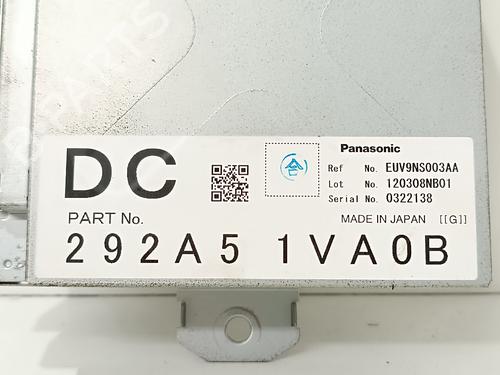 B-PARTS
DC
Panasonic
Ref No. EUV9NS003AA
Lot No. 120308NB01
Serial No. 0322138
PART No.
MADE IN JAPAN [[G]]
292A5 1VA0B